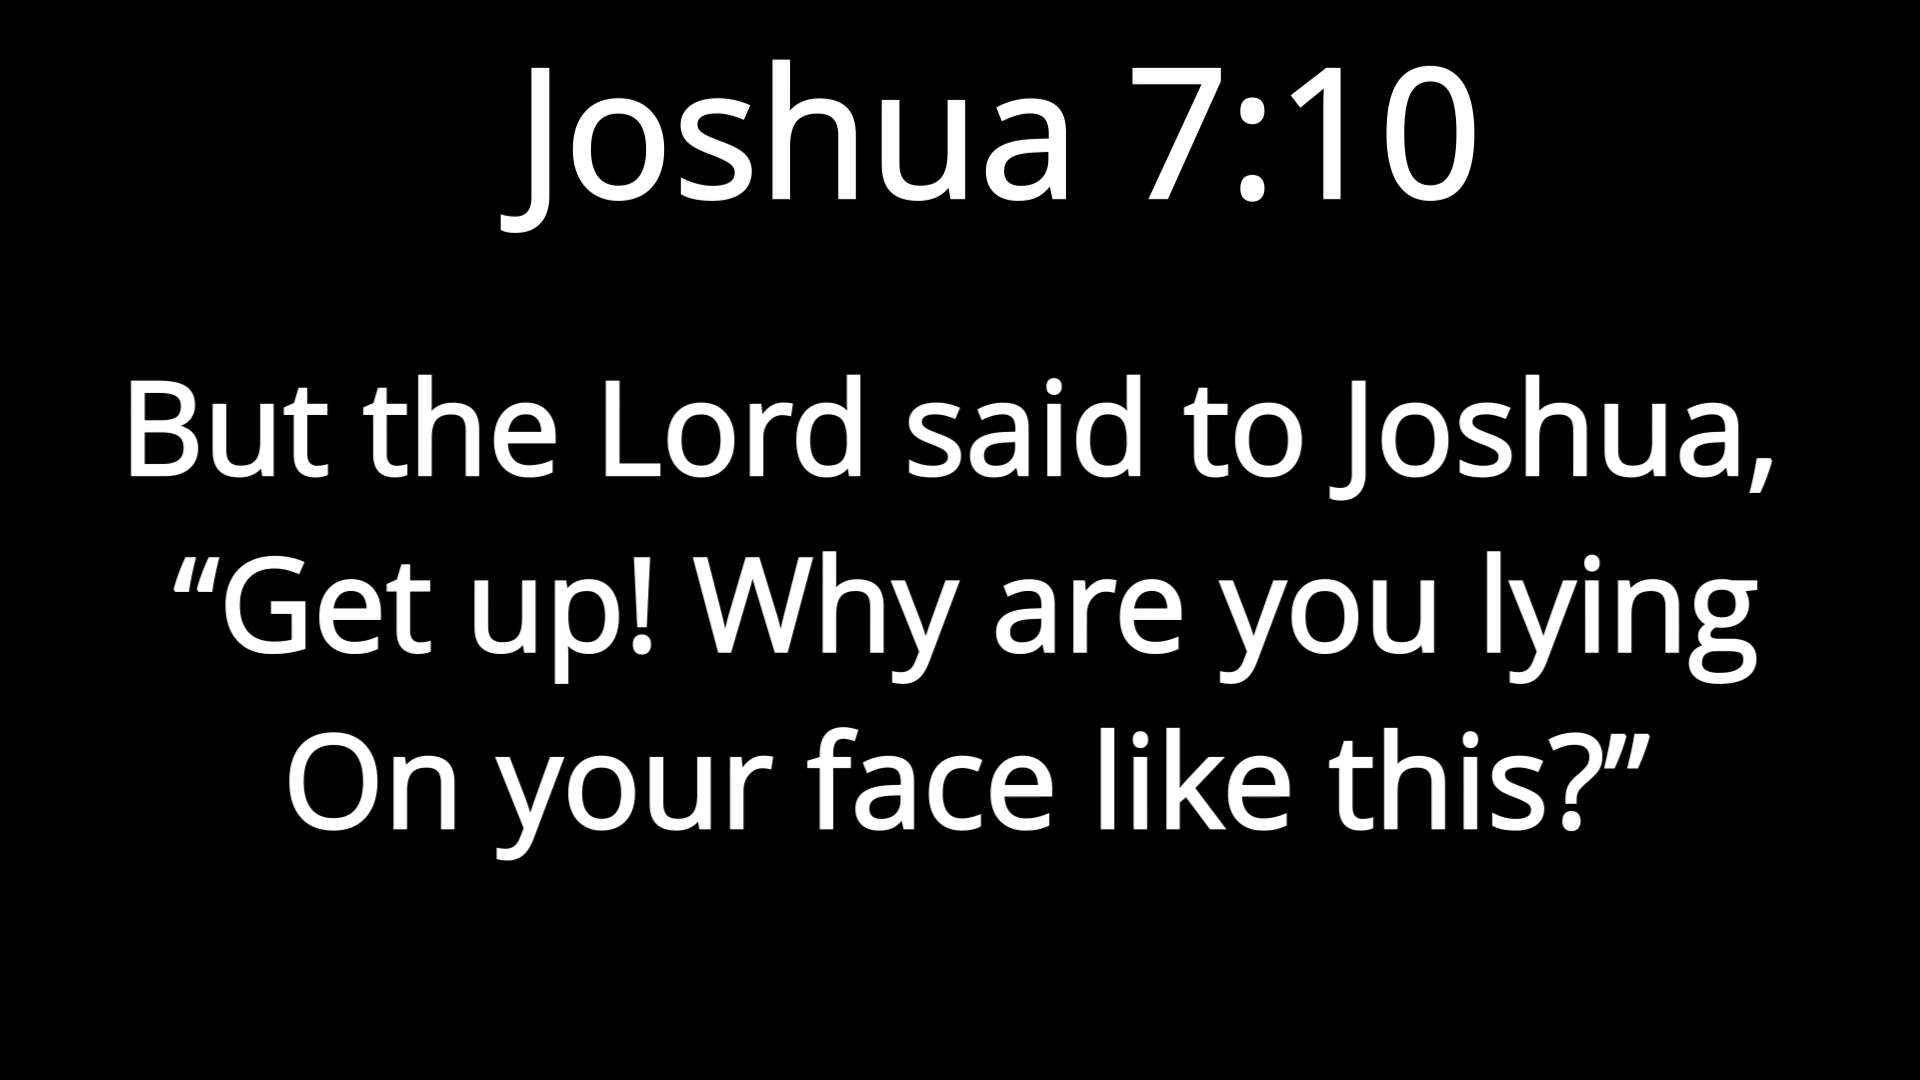 Joshua 7:10
But the Lord said to Joshua,
“Get up! Why are you lying
On your face like this?”